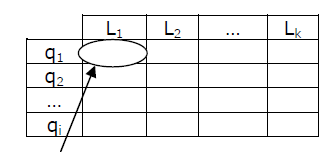 L₁ L₂ ... Lₖ
q₁
q₂
...
qᵢ